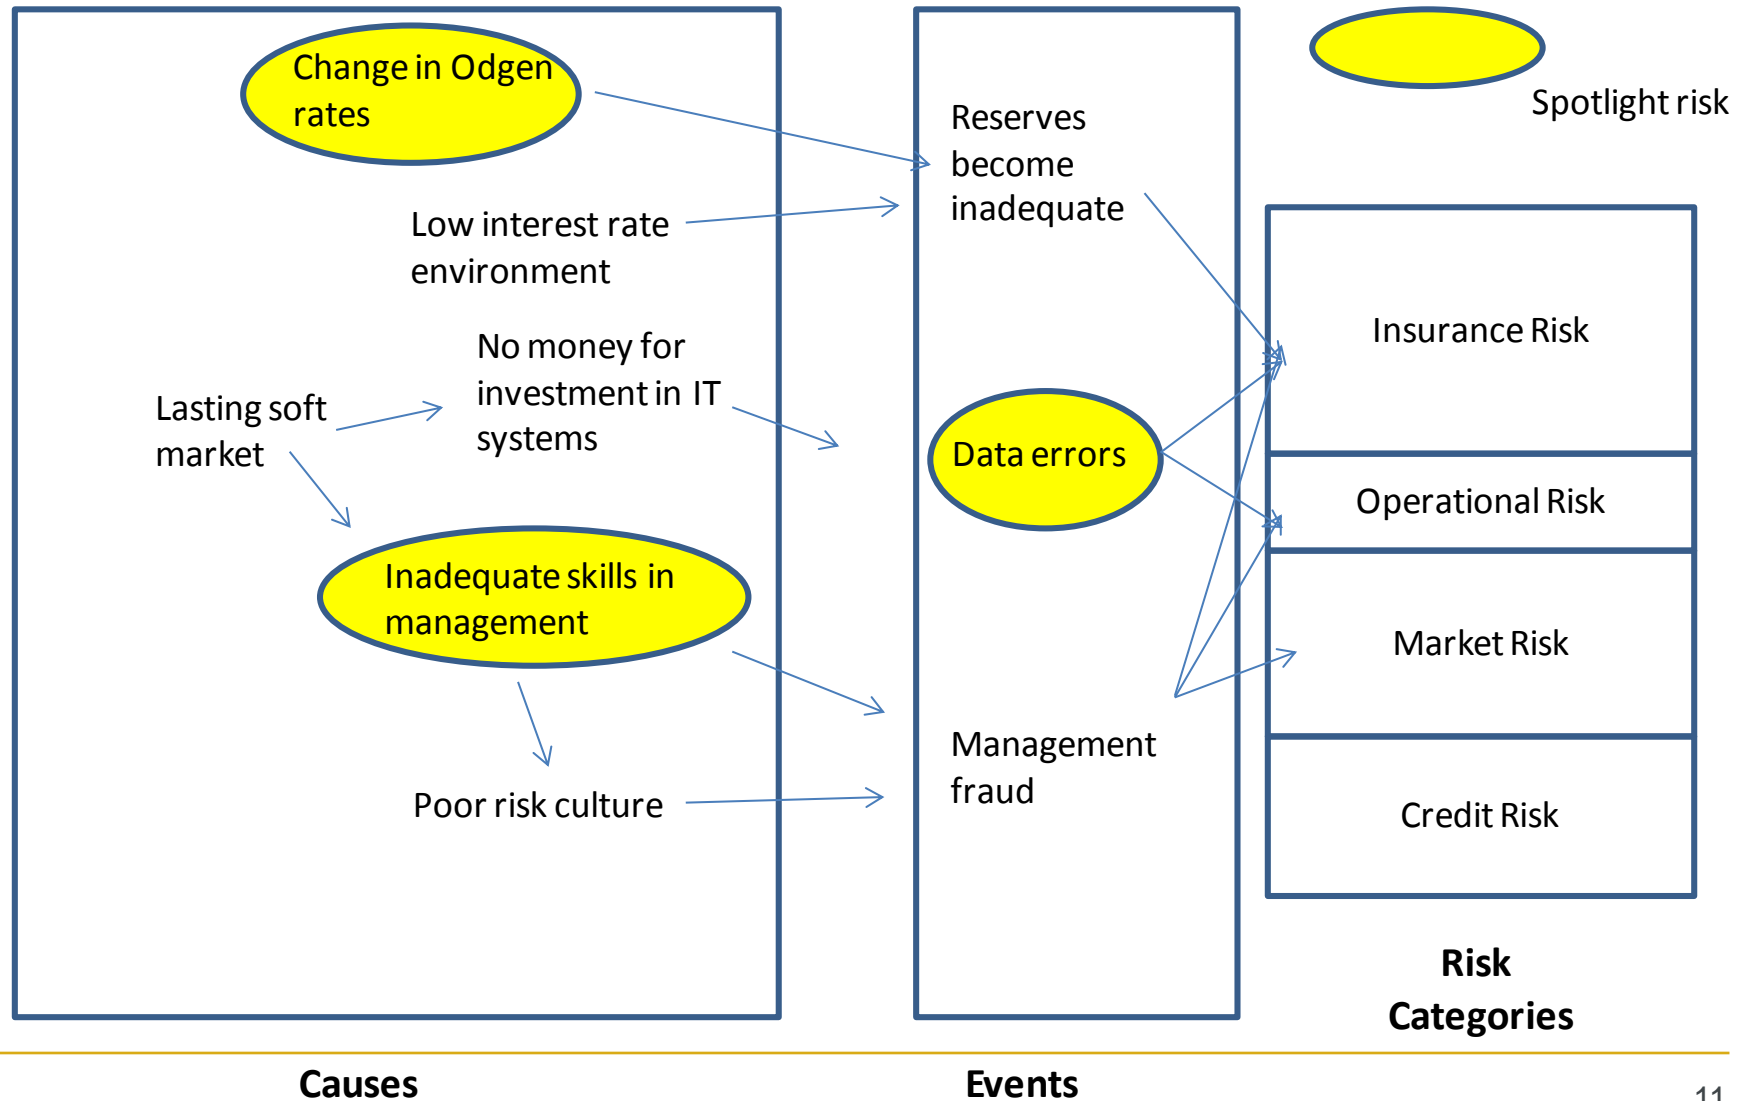 Change in Odgen
rates
Low interest rate
environment
No money for
investment in IT
systems
Lasting soft
market
Inadequate skills in
management
Poor risk culture
Reserves
become
inadequate
Data errors
Management
fraud
Spotlight risk
Insurance Risk
Operational Risk
Market Risk
Credit Risk
Risk
Categories
Causes
Events
11